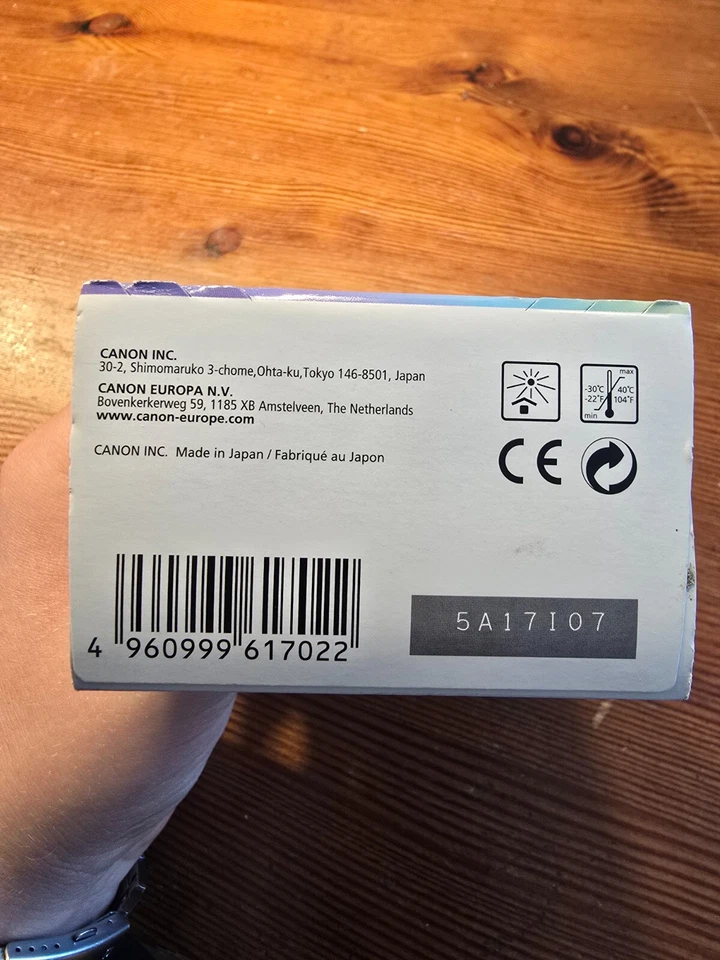 CANON INC.
30-2, Shimomaruko 3-chome,Ohta-ku,Tokyo 146-8501, Japan
CANON EUROPA N.V.
Bovenkerkerweg 59, 1185 XB Amstelveen, The Netherlands
www.canon-europe.com
CANON INC. Made in Japan / Fabriqué au Japon
max
-30℃ 40℃
-22°F 104°F
min
CE
4 960999 617022
5A17I07